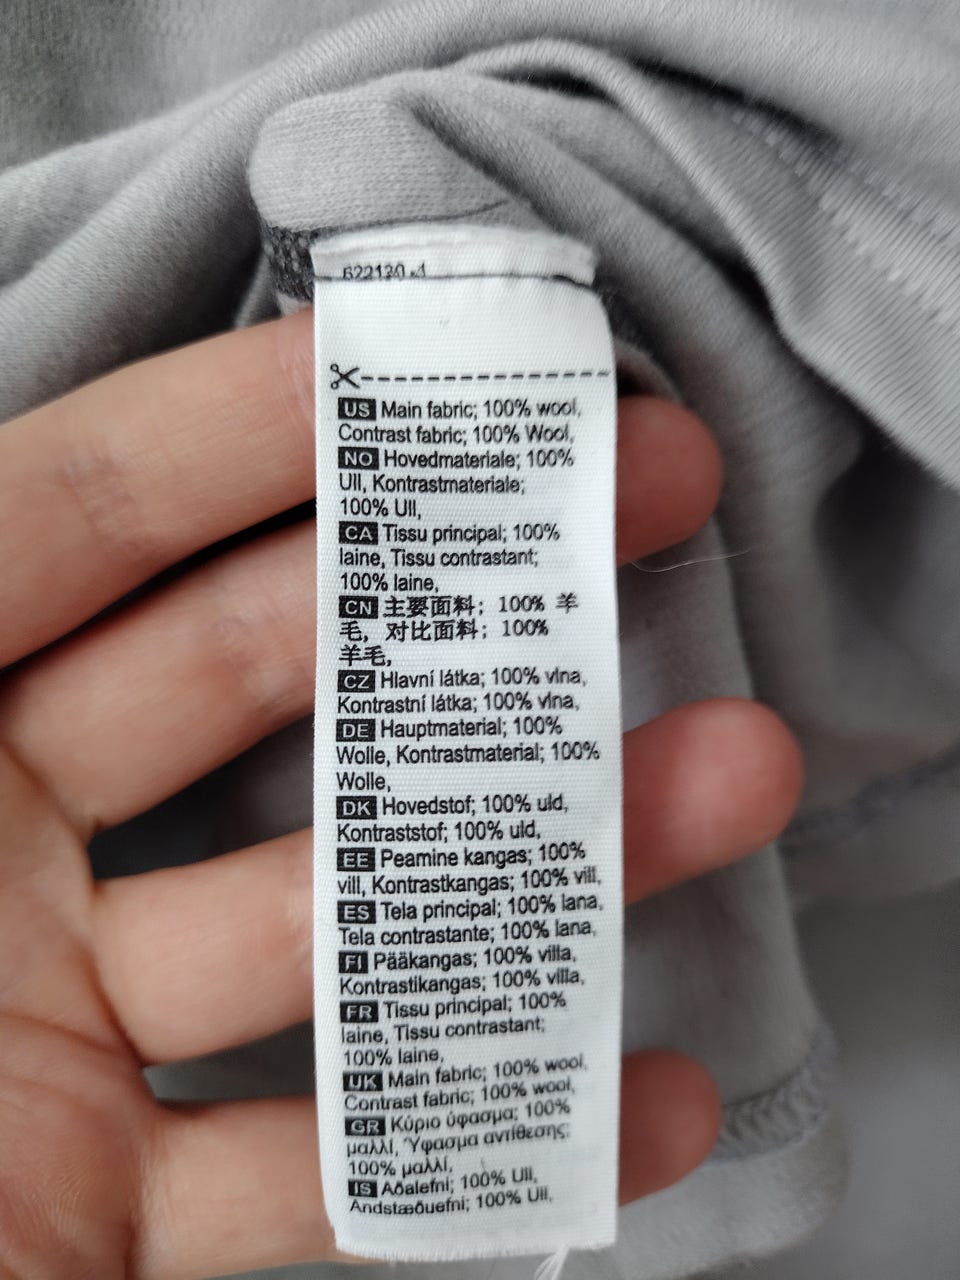 622130-1
US Main fabric; 100% wool,
Contrast fabric; 100% Wool,
NO Hovedmateriale; 100%
Ull, Kontrastmateriale;
100% Ull,
CA Tissu principal; 100%
laine, Tissu contrastant;
100% laine,
CN 主要面料; 100% 羊
毛, 对比面料; 100%
羊毛,
CZ Hlavní látka; 100% vlna,
Kontrastní látka; 100% vlna,
DE Hauptmaterial; 100%
Wolle, Kontrastmaterial; 100%
Wolle,
DK Hovedstof; 100% uld,
Kontraststof; 100% uld,
EE Peamine kangas; 100%
vill, Kontrastkangas; 100% vill,
ES Tela principal; 100% lana,
Tela contrastante; 100% lana,
FI Pääkangas; 100% villa,
Kontrastikangas; 100% villa,
FR Tissu principal; 100%
laine, Tissu contrastant;
100% laine,
UK Main fabric; 100% wool,
Contrast fabric; 100% wool,
GR Κύριο ύφασμα; 100%
μαλλί, Ύφασμα αντίθεσης;
100% μαλλί,
IS Aðalefni; 100% Ull,
Andstæðuefni; 100% Ull,